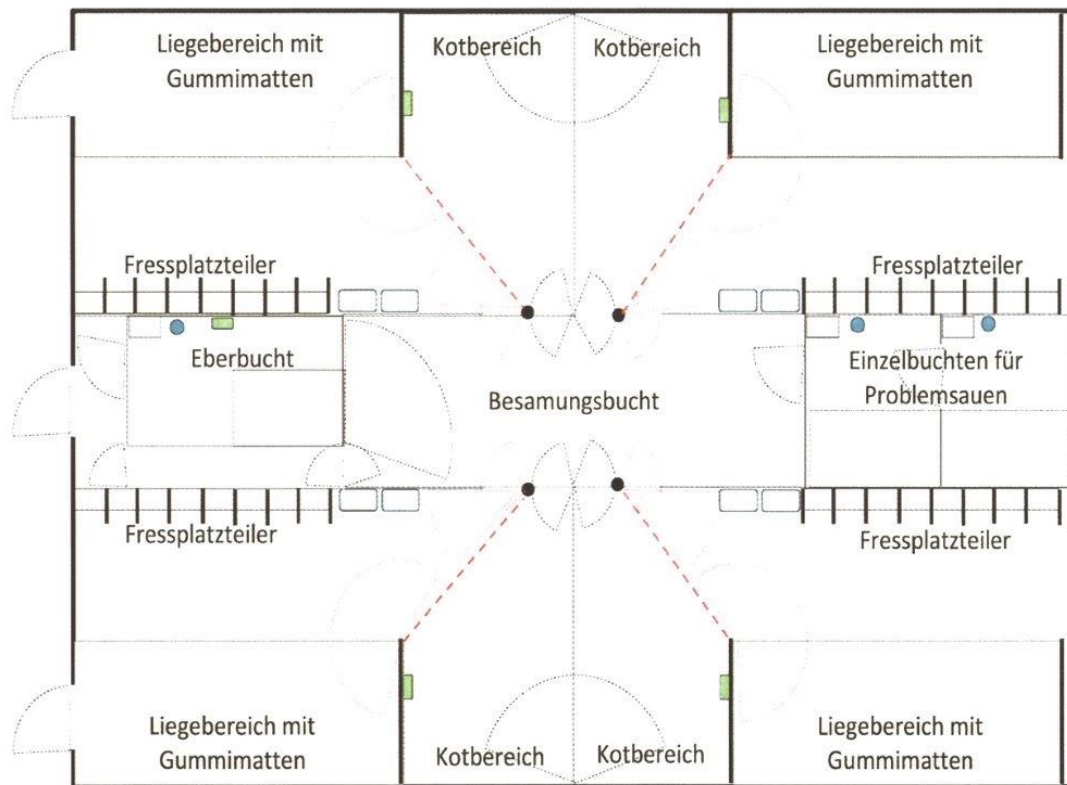 Liegebereich mit
Gummimatten
Kotbereich
Kotbereich
Liegebereich mit
Gummimatten
Fressplatzteiler
Fressplatzteiler
Eberbucht
Einzelbuchten für
Problemsauen
Besamungsbucht
Fressplatzteiler
Fressplatzteiler
Liegebereich mit
Gummimatten
Kotbereich
Kotbereich
Liegebereich mit
Gummimatten